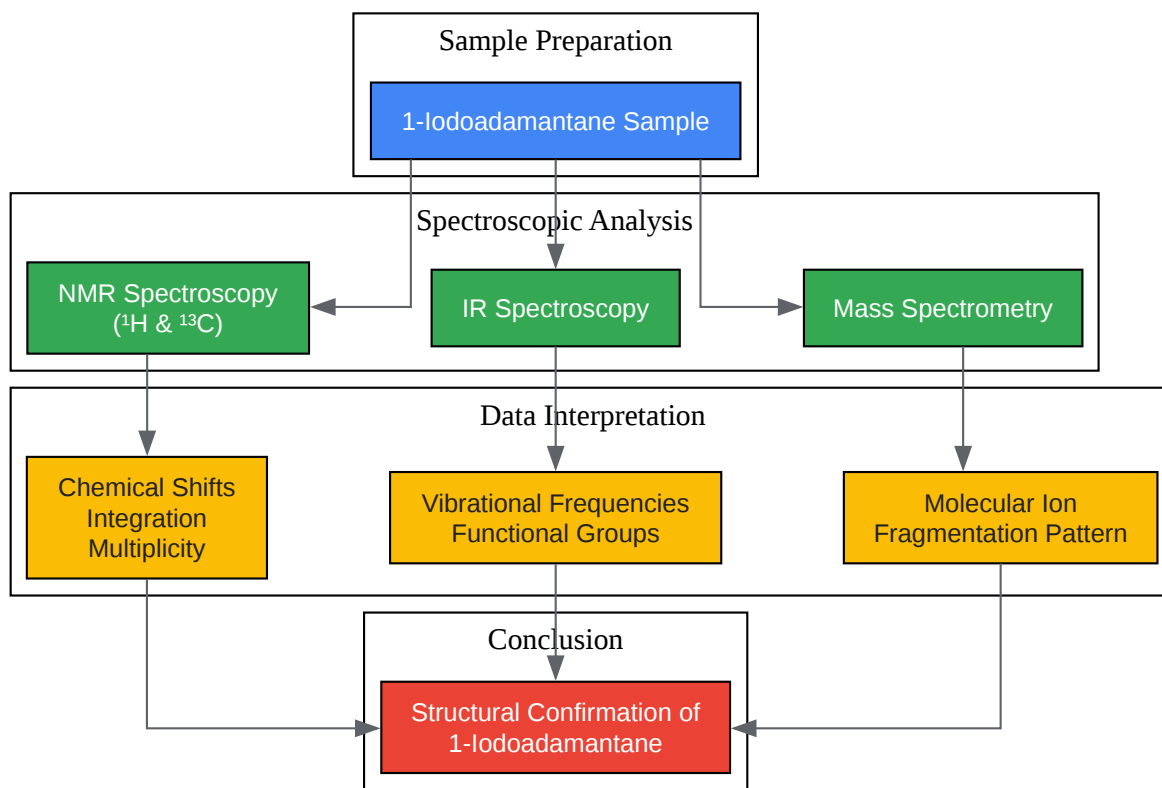 Sample Preparation
1-Iodoadamantane Sample
Spectroscopic Analysis
NMR Spectroscopy
(¹H & ¹³C)
IR Spectroscopy
Mass Spectrometry
Data Interpretation
Chemical Shifts
Integration
Multiplicity
Vibrational Frequencies
Functional Groups
Molecular Ion
Fragmentation Pattern
Conclusion
Structural Confirmation of
1-Iodoadamantane